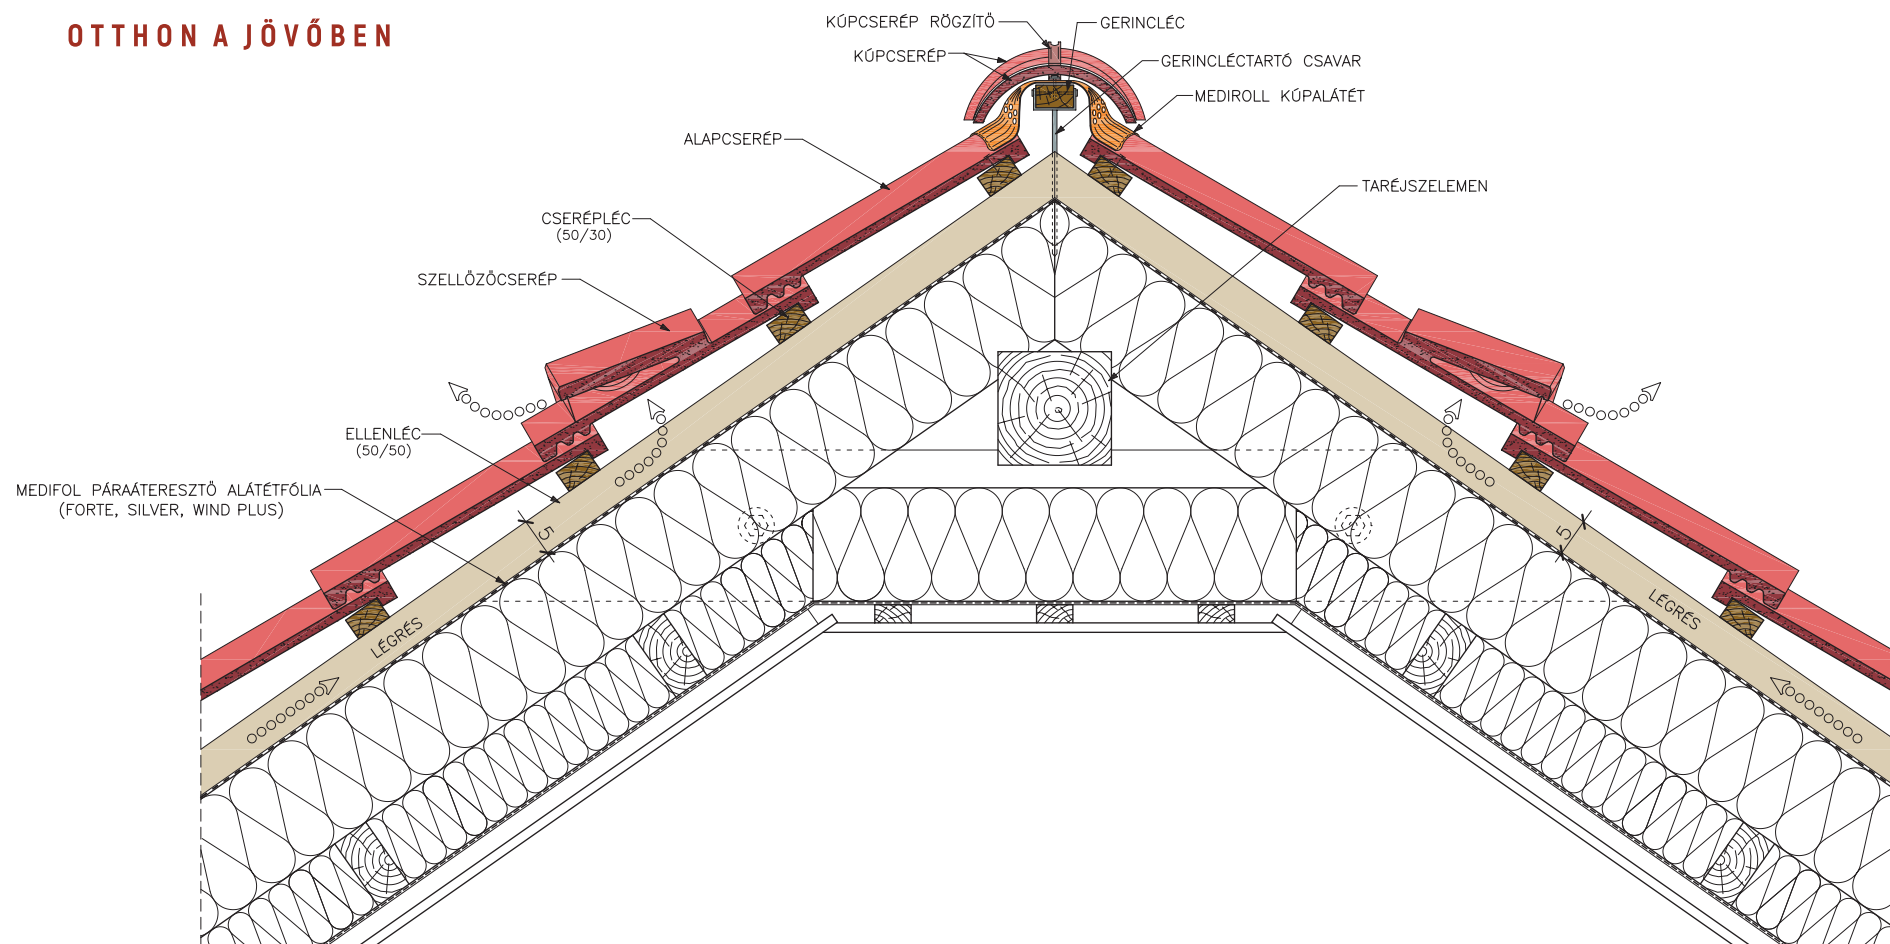 OTTHON A JÖVŐBEN
KÚPCSERÉP RÖGZÍTŐ
GERINCLÉC
KÚPCSERÉP
GERINCLÉCTARTÓ CSAVAR
MEDIROLL KÚPALÁTÉT
ALAPCSERÉP
TARÉJSZELEMEN
CSERÉPLÉC
(50/30)
SZELLŐZŐCSERÉP
ELLENLÉC
(50/50)
MEDIFOL PÁRAÁTERESZTŐ ALÁTÉTFÓLIA
(FORTE, SILVER, WIND PLUS)
5
5
LÉGRÉS
LÉGRÉS